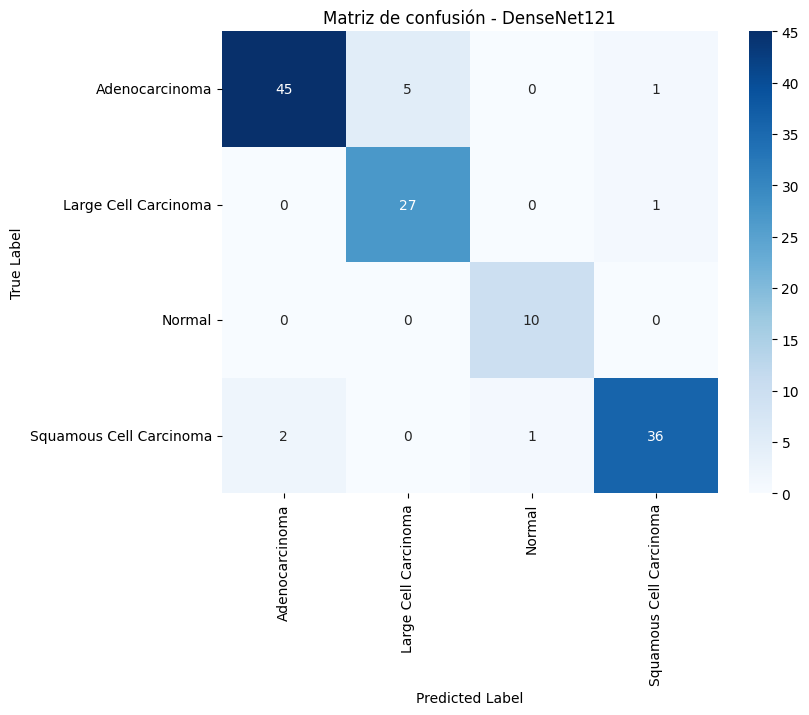 Matriz de confusión - DenseNet121
True Label
Adenocarcinoma 45 5 0 1
Large Cell Carcinoma 0 27 0 1
Normal 0 0 10 0
Squamous Cell Carcinoma 2 0 1 36
Adenocarcinoma
Large Cell Carcinoma
Normal
Squamous Cell Carcinoma
Predicted Label
45
40
35
30
25
20
15
10
5
0